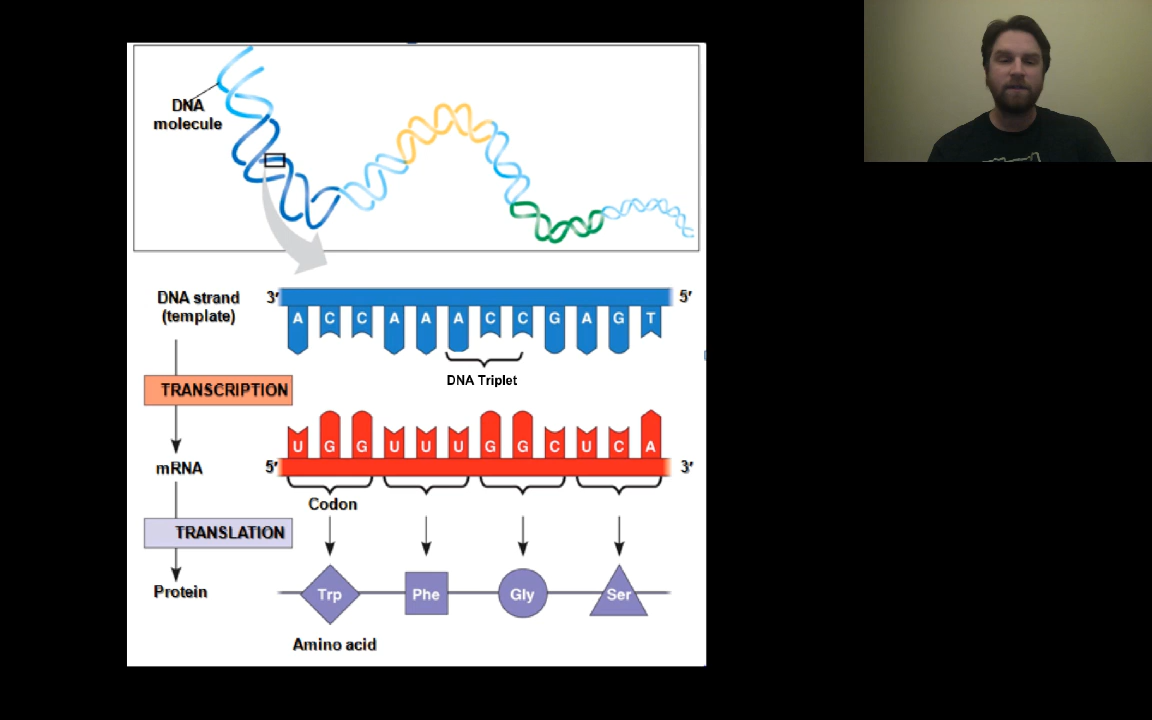 DNA
molecule
DNA strand
(template)
3′
5′
A C C A A A C C G A G T
DNA Triplet
TRANSCRIPTION
U G G U U U G G C U C A
mRNA
5′
3′
Codon
TRANSLATION
Protein
Trp Phe Gly Ser
Amino acid